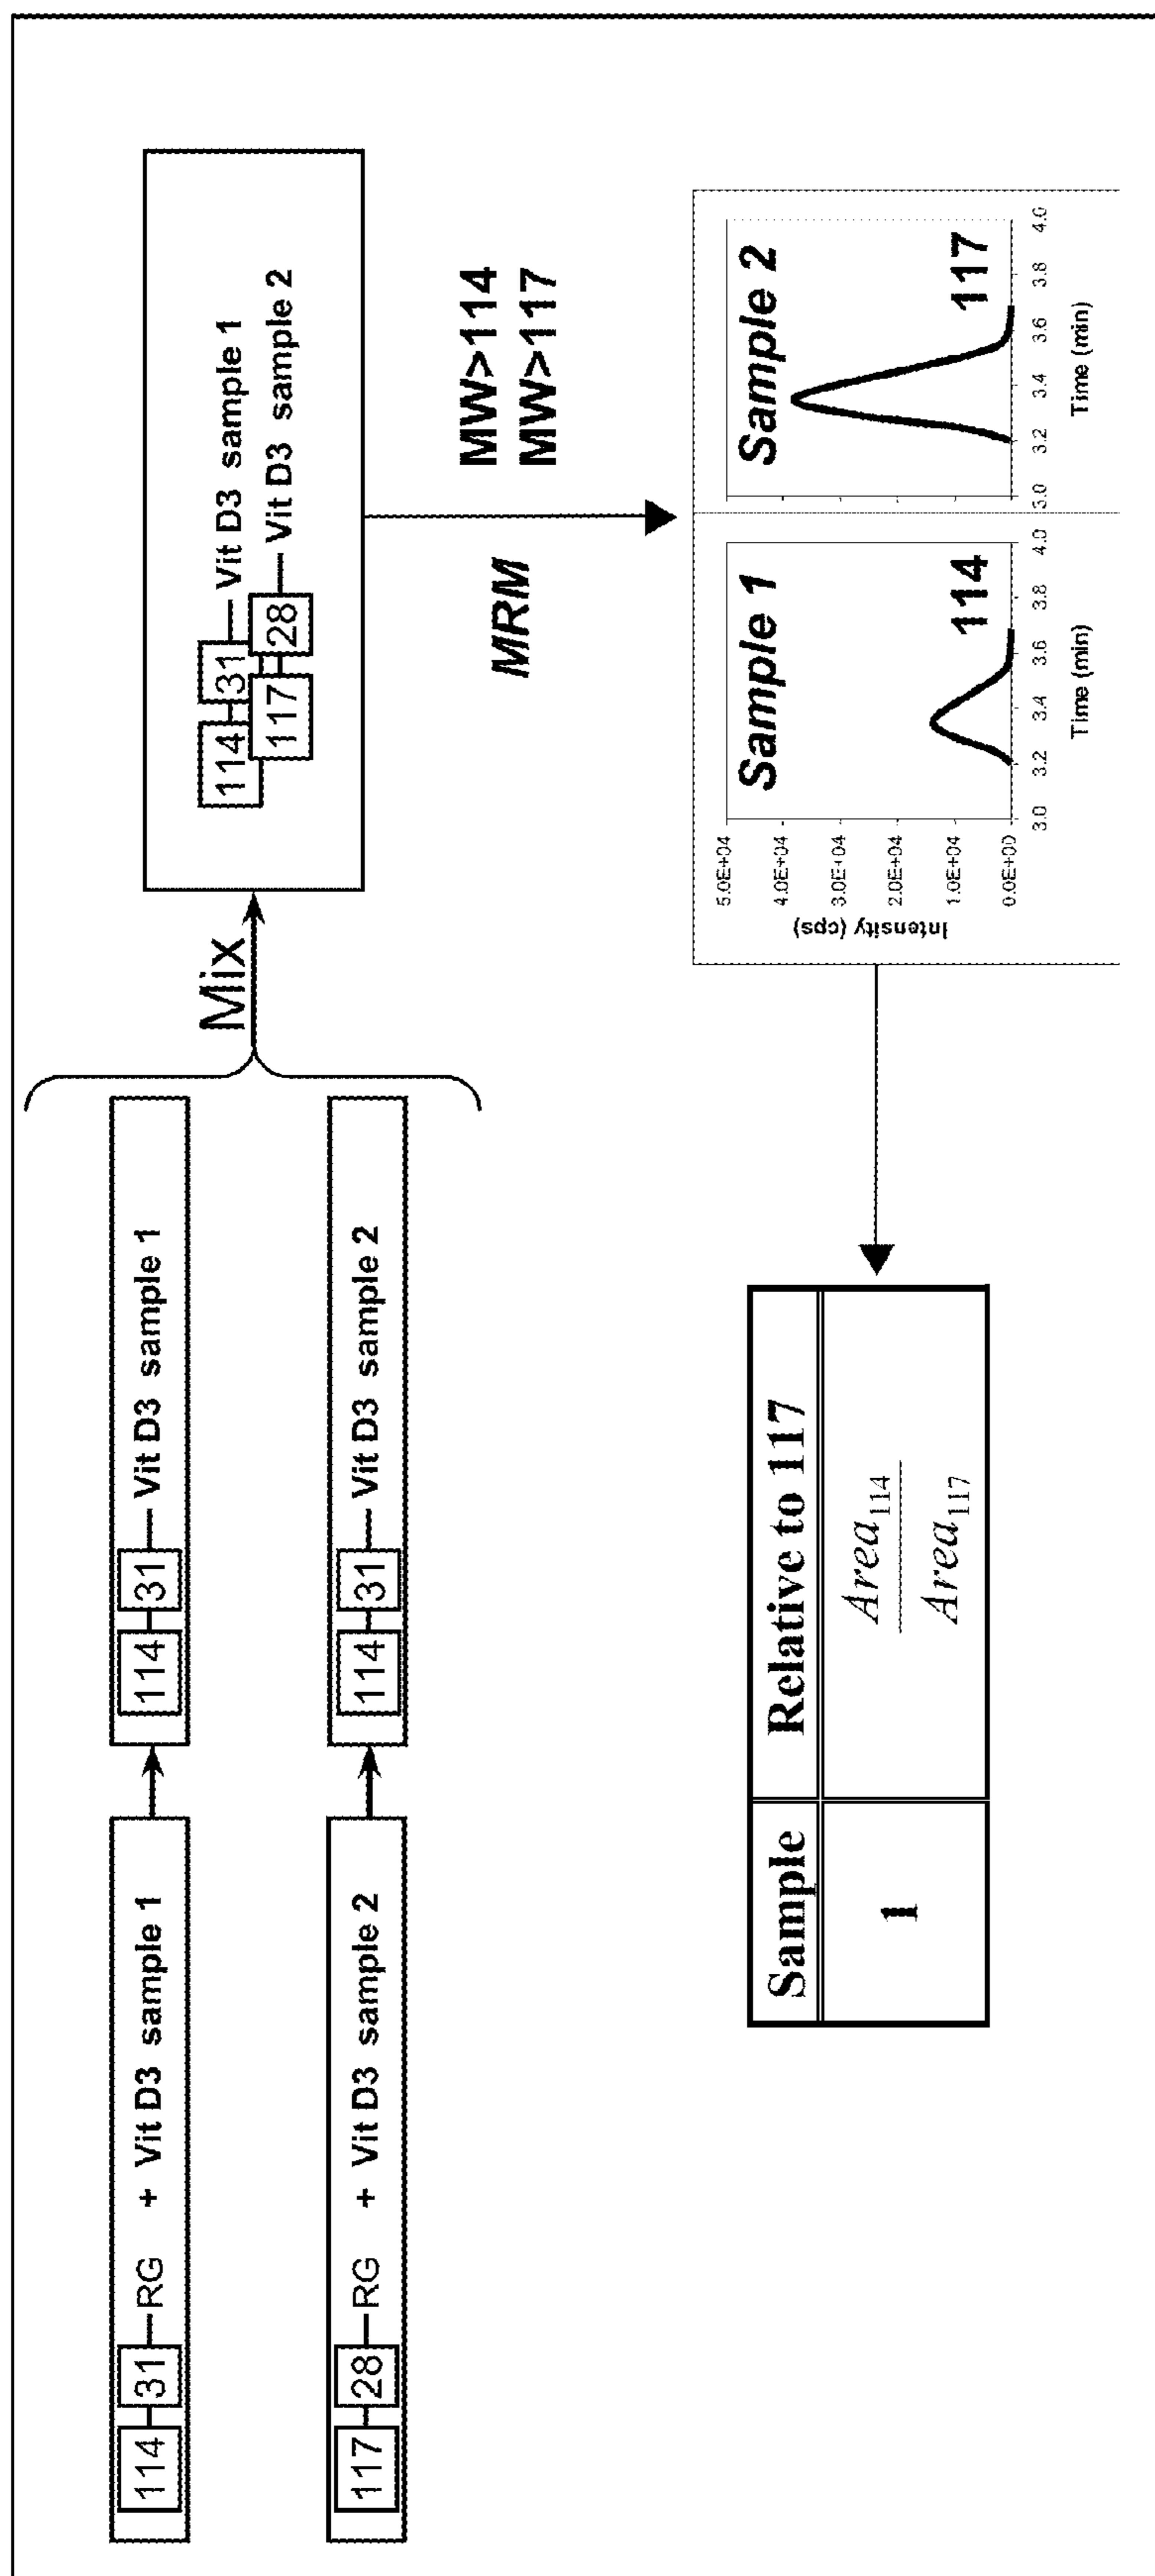 114 31 RG + Vit D3 sample 1
114 31 Vit D3 sample 1
117 28 RG + Vit D3 sample 2
114 31 Vit D3 sample 2
Mix
114 31 Vit D3 sample 1
117 28 Vit D3 sample 2
MRM
MW>114
MW>117
Sample 1
Sample 2
5.0E+04
4.0E+04
3.0E+04
2.0E+04
1.0E+04
0.0E+00
Intensity (cps)
114
117
3.0 3.2 3.4 3.6 3.8 4.0
3.0 3.2 3.4 3.6 3.8 4.0
Time (min)
Time (min)
Sample Relative to 117
1
Area114
Area117